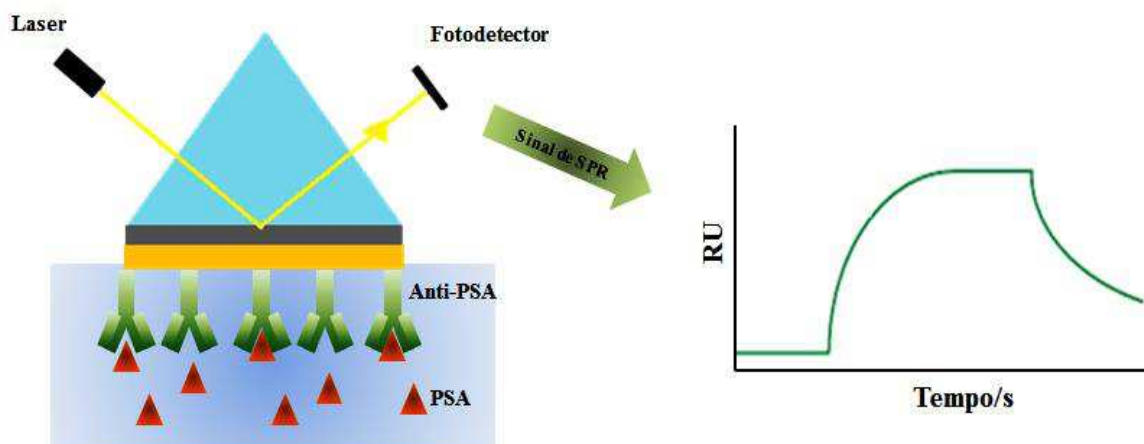 Laser
Fotodetector
Sinal de SPR
Anti-PSA
PSA
RU
Tempo/s